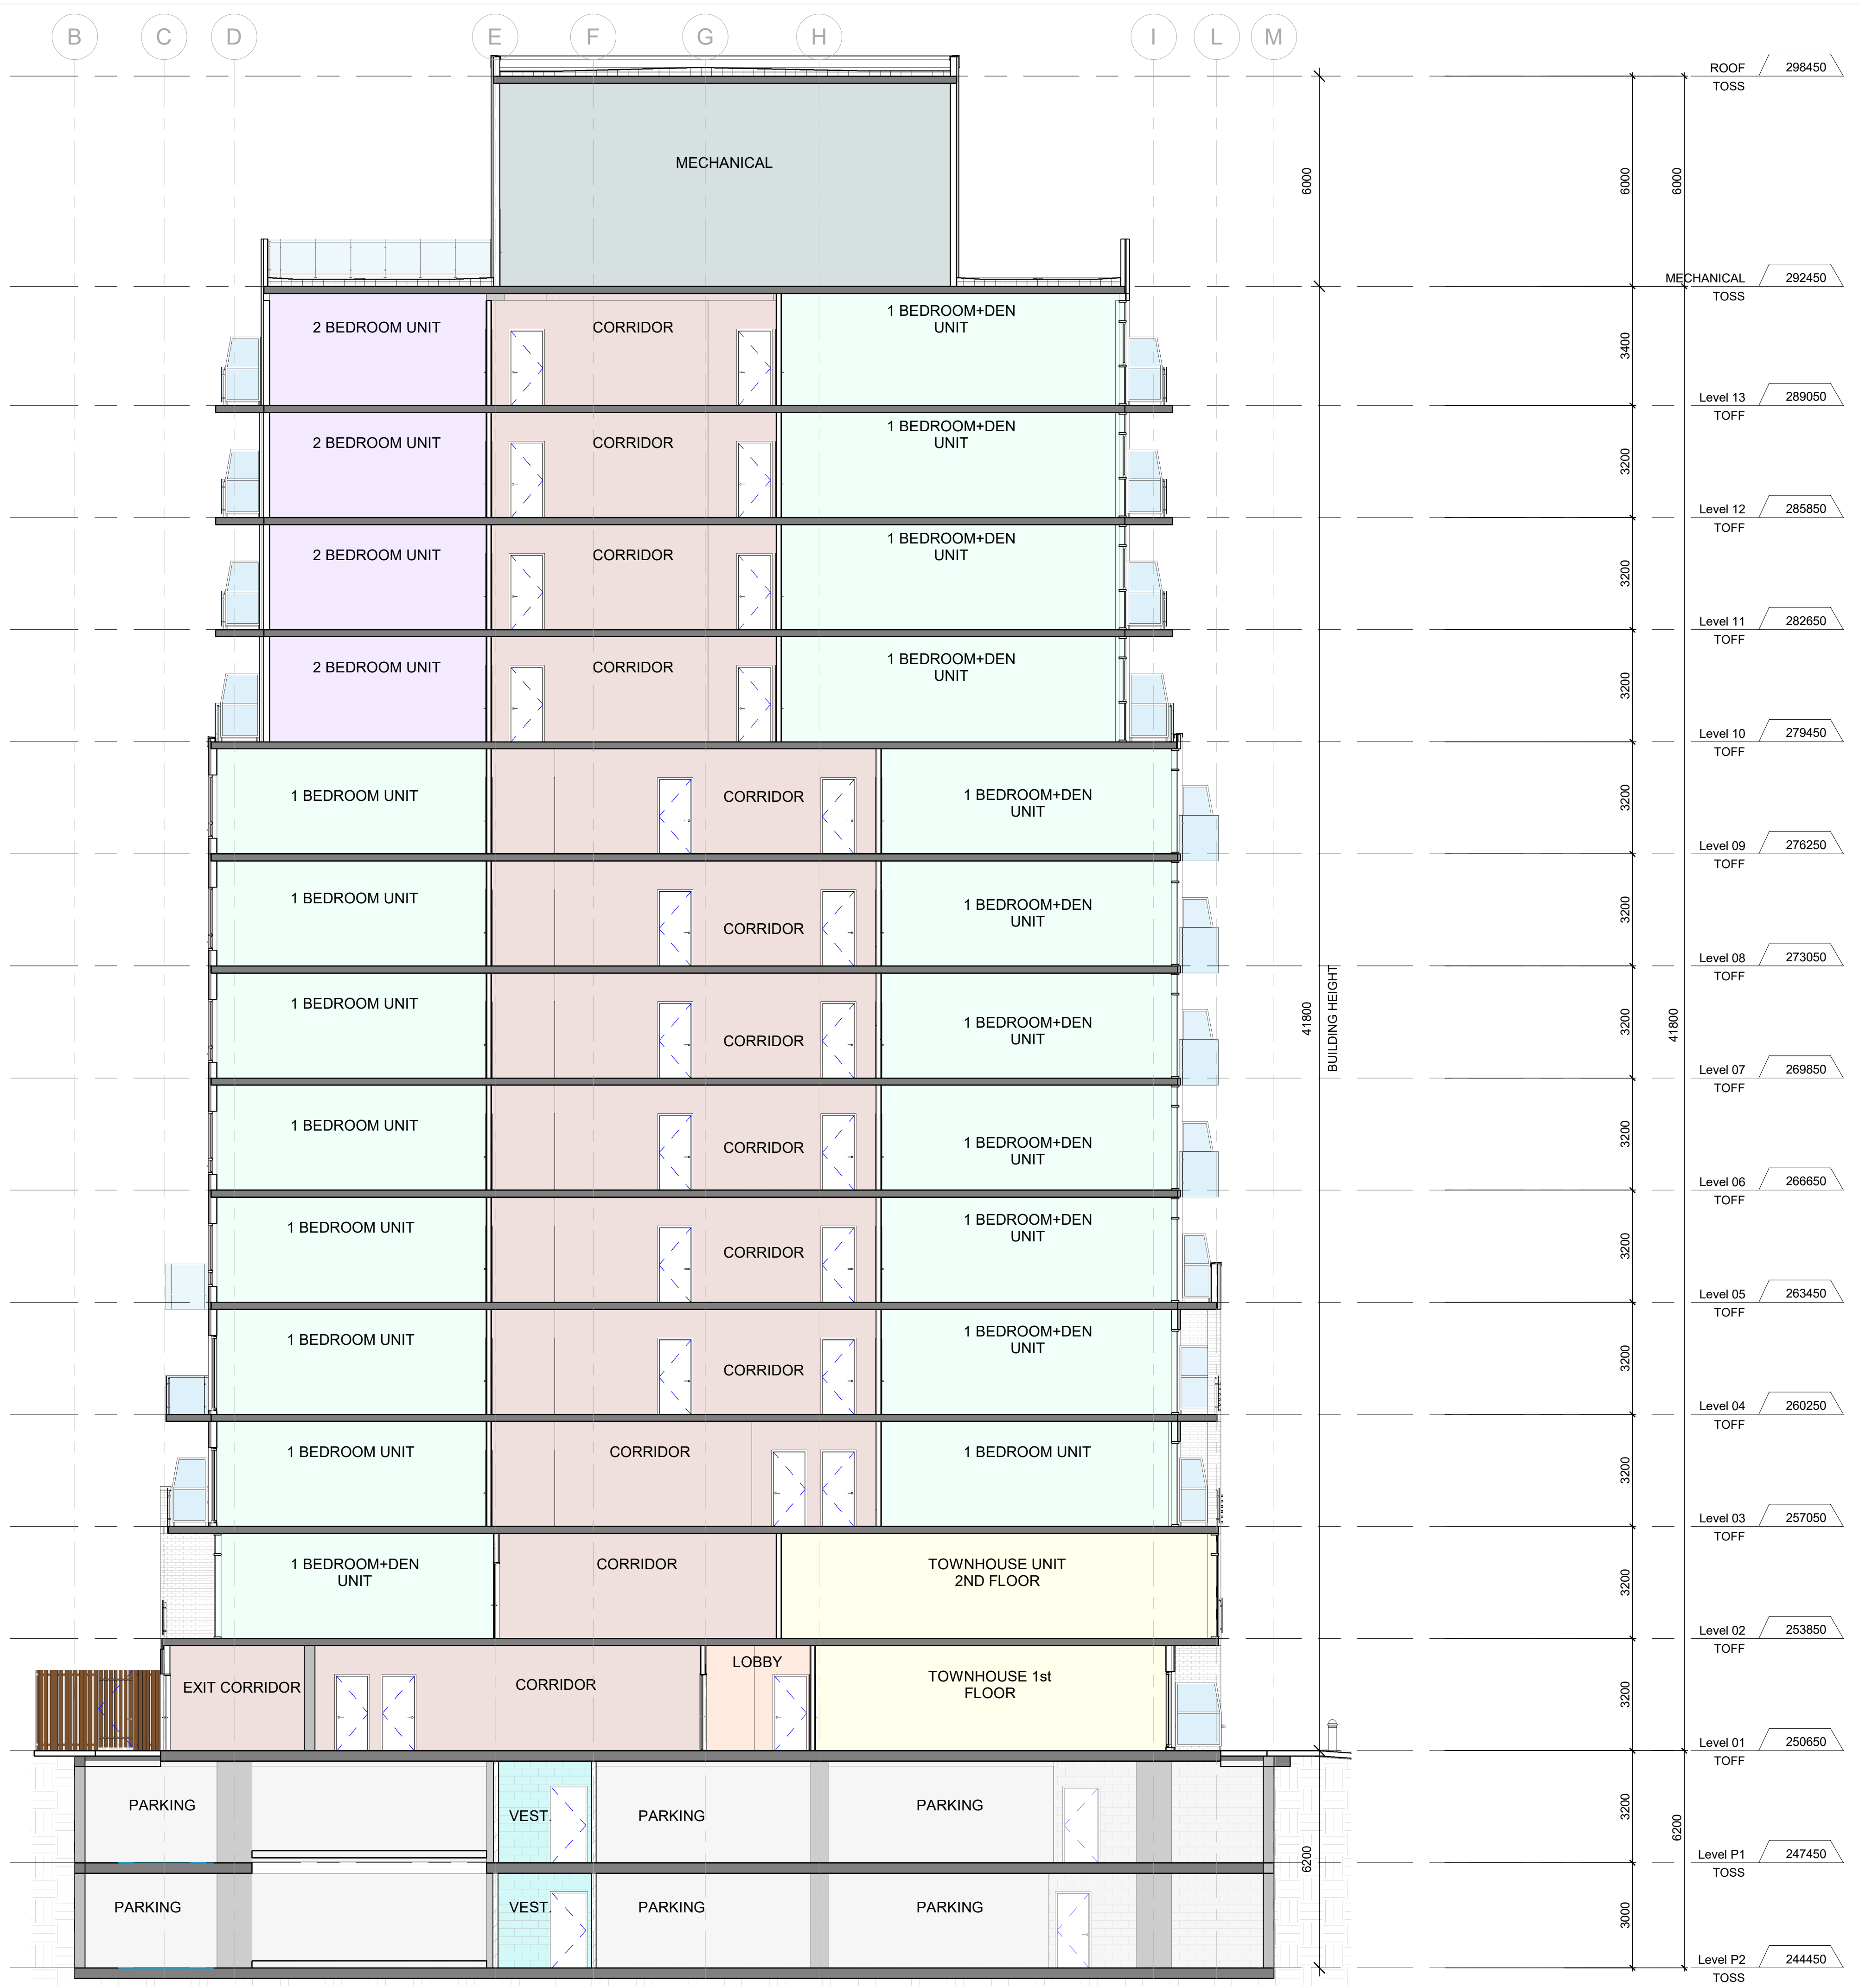 B C D E F G H I L M
ROOF 298450
TOSS
MECHANICAL
6000 6000 6000
MECHANICAL 292450
TOSS
2 BEDROOM UNIT CORRIDOR 1 BEDROOM+DEN
UNIT
3400
Level 13 289050
TOFF
2 BEDROOM UNIT CORRIDOR 1 BEDROOM+DEN
UNIT
3200
Level 12 285850
TOFF
2 BEDROOM UNIT CORRIDOR 1 BEDROOM+DEN
UNIT
3200
Level 11 282650
TOFF
2 BEDROOM UNIT CORRIDOR 1 BEDROOM+DEN
UNIT
3200
Level 10 279450
TOFF
1 BEDROOM UNIT CORRIDOR 1 BEDROOM+DEN
UNIT
3200
Level 09 276250
TOFF
1 BEDROOM UNIT CORRIDOR 1 BEDROOM+DEN
UNIT
3200
Level 08 273050
TOFF
1 BEDROOM UNIT CORRIDOR 1 BEDROOM+DEN
UNIT
41800 BUILDING HEIGHT 3200 41800
Level 07 269850
TOFF
1 BEDROOM UNIT CORRIDOR 1 BEDROOM+DEN
UNIT
3200
Level 06 266650
TOFF
1 BEDROOM UNIT CORRIDOR 1 BEDROOM+DEN
UNIT
3200
Level 05 263450
TOFF
1 BEDROOM UNIT CORRIDOR 1 BEDROOM+DEN
UNIT
3200
Level 04 260250
TOFF
1 BEDROOM UNIT CORRIDOR 1 BEDROOM UNIT
3200
Level 03 257050
TOFF
1 BEDROOM+DEN CORRIDOR TOWNHOUSE UNIT
UNIT 2ND FLOOR
3200
Level 02 253850
TOFF
EXIT CORRIDOR CORRIDOR LOBBY TOWNHOUSE 1st
FLOOR
3200
Level 01 250650
TOFF
PARKING VEST. PARKING PARKING
3200 6200
6200
Level P1 247450
TOSS
PARKING VEST. PARKING PARKING
3000
Level P2 244450
TOSS